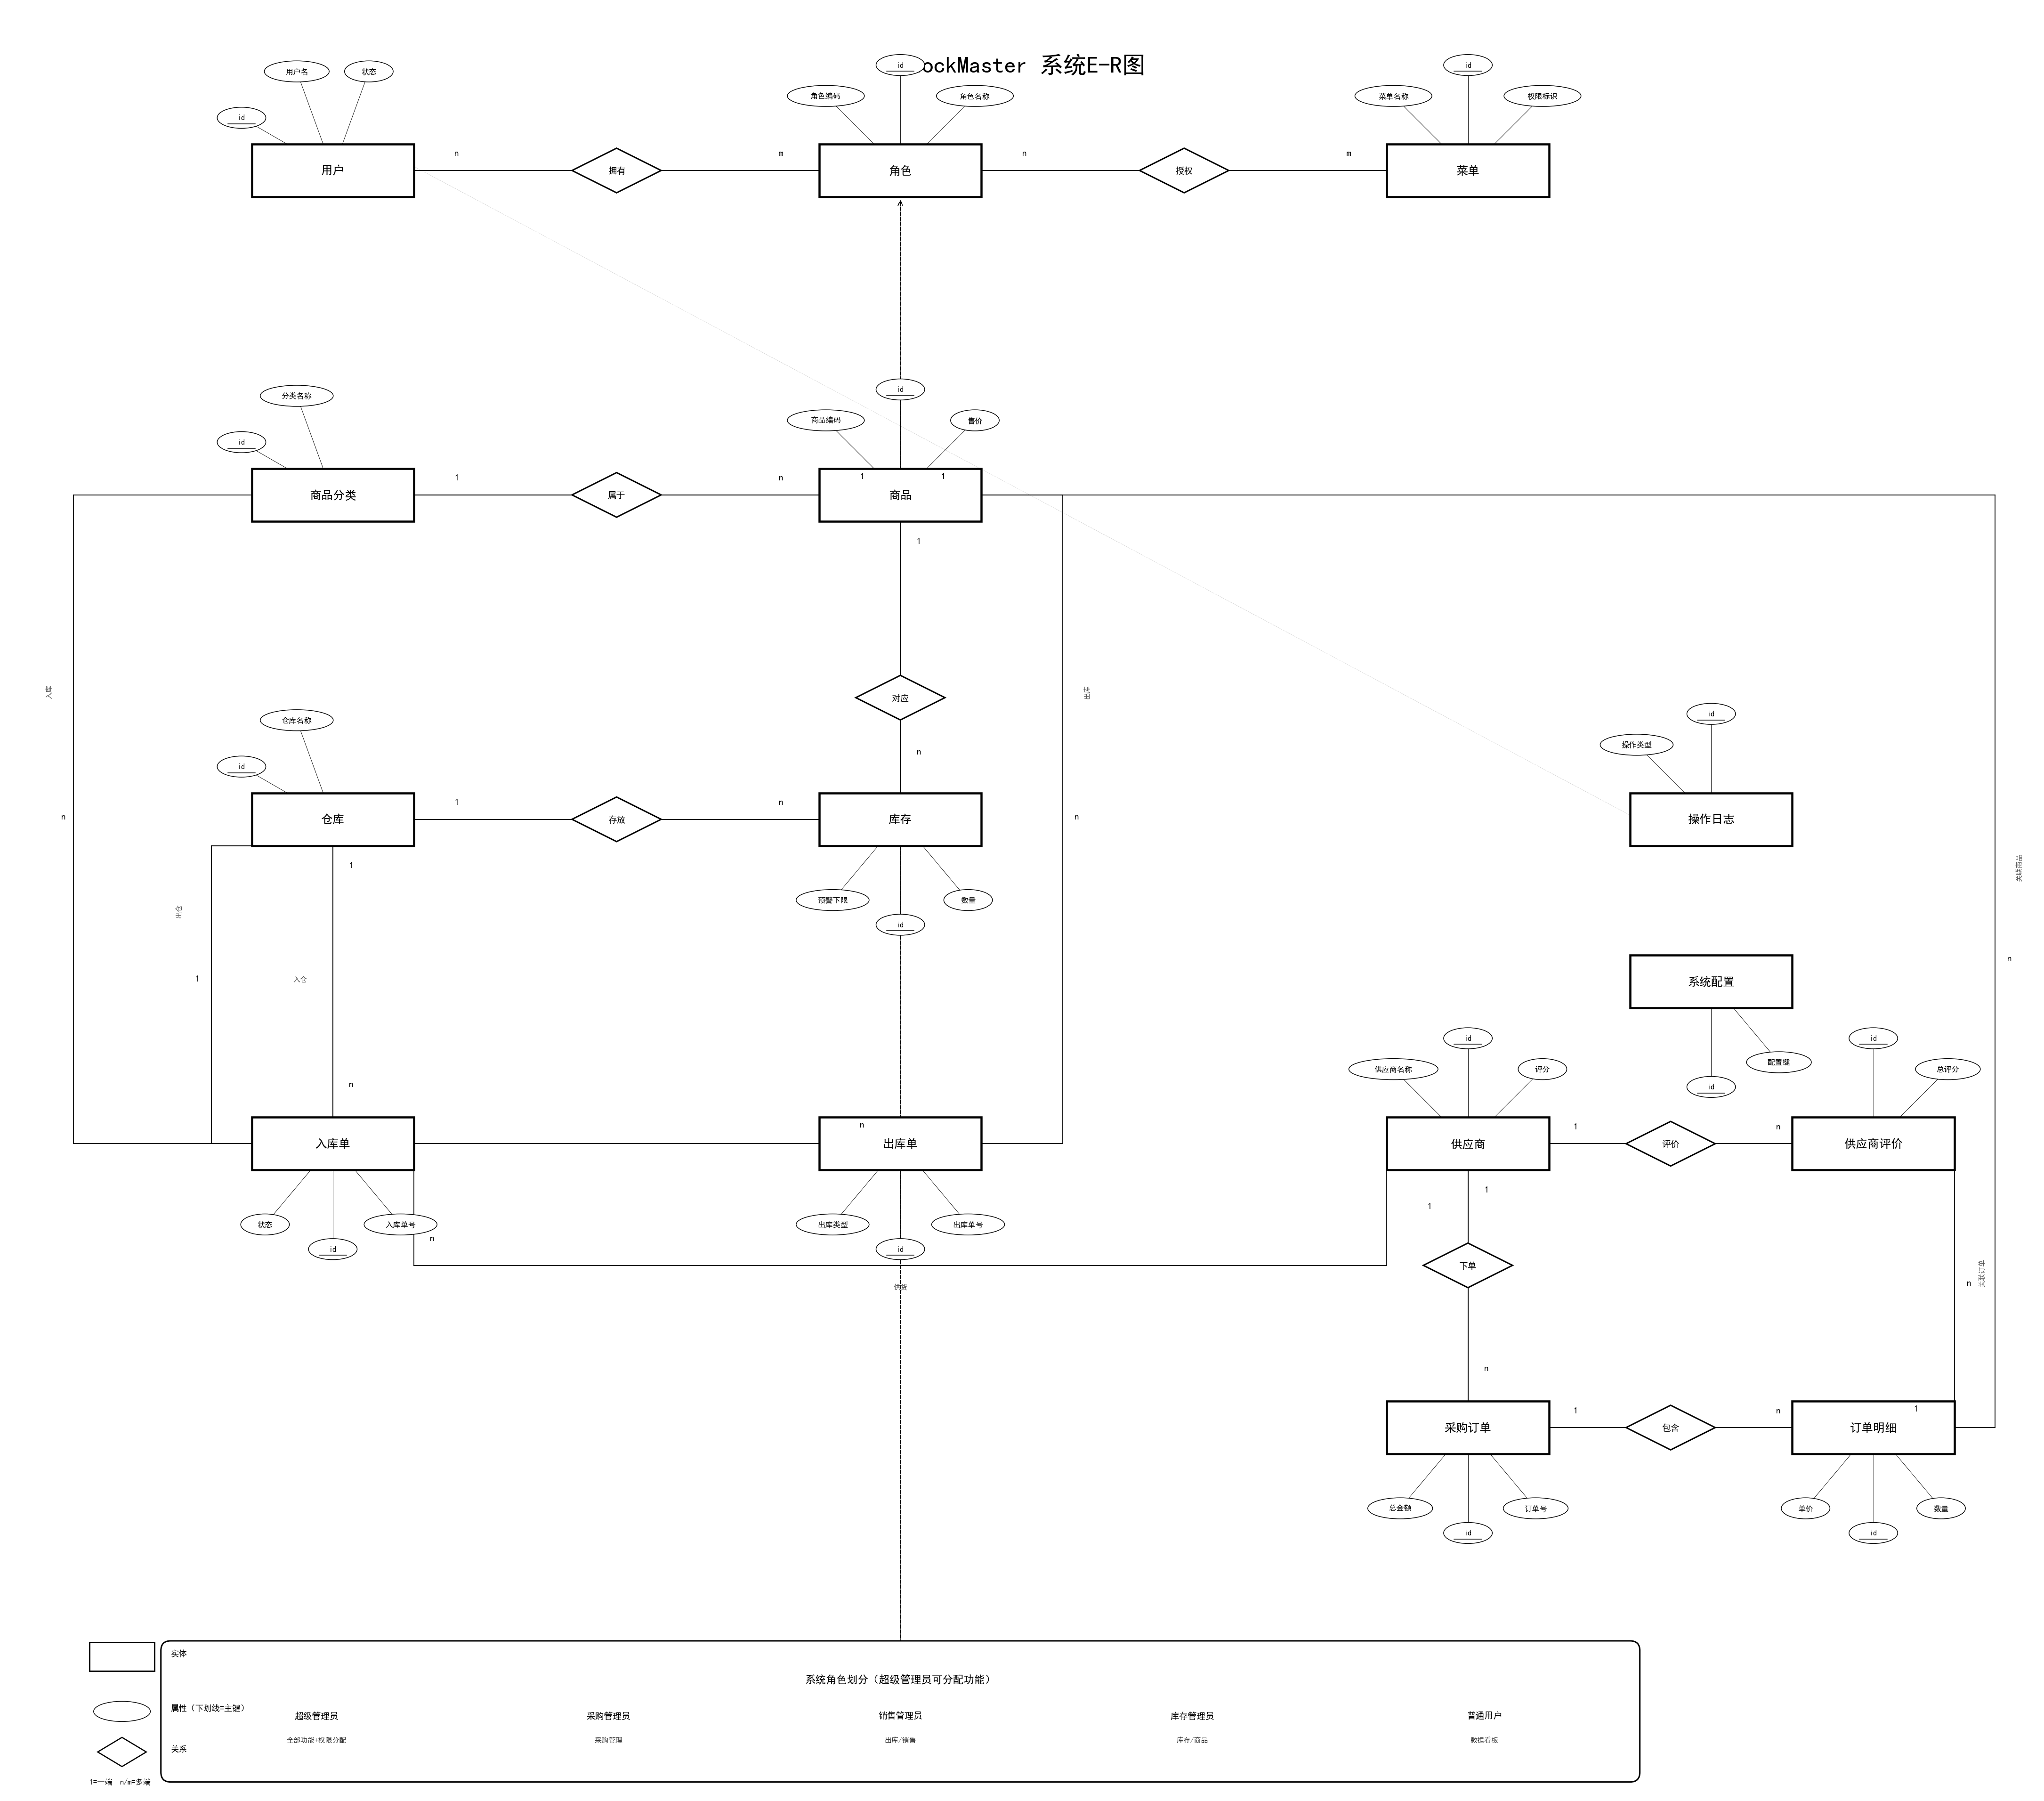 ockMaster 系统E-R图
id
用户名
状态
id
角色编码
角色名称
id
菜单名称
权限标识
id
用户
n
拥有
m
角色
n
授权
m
菜单
分类名称
id
id
商品编码
售价
商品分类
1
属于
n
1
1
商品
1
入库
对应
出库
n
仓库名称
id
id
操作类型
仓库
1
存放
n
库存
操作日志
n
n
1
关联商品
预警下限
数量
id
出仓
1
入仓
n
系统配置
id
配置键
n
id
供应商名称
评分
id
总评分
入库单
n
出库单
供应商
1
评价
n
供应商评价
状态
id
入库单号
n
出库类型
id
出库单号
1
1
供货
下单
n
关联订单
n
采购订单
1
包含
n
1
订单明细
总金额
id
订单号
单价
id
数量
实体
系统角色划分（超级管理员可分配功能）
属性（下划线=主键）
超级管理员
采购管理员
销售管理员
库存管理员
普通用户
全部功能+权限分配
采购管理
出库/销售
库存/商品
数据看板
关系
1=一端 n/m=多端